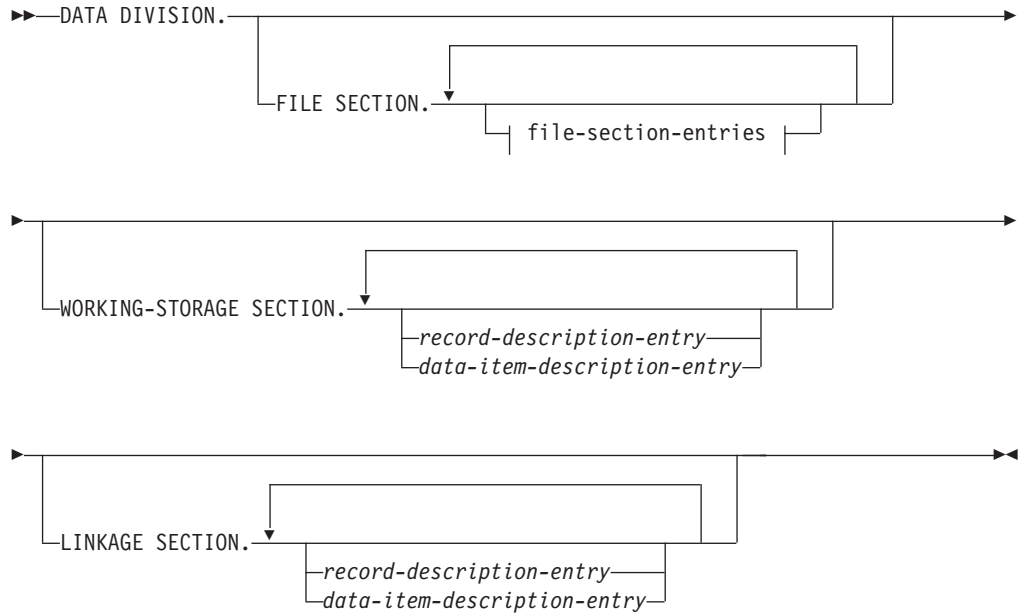 DATA DIVISION.
FILE SECTION.
file-section-entries
WORKING-STORAGE SECTION.
record-description-entry
data-item-description-entry
LINKAGE SECTION.
record-description-entry
data-item-description-entry